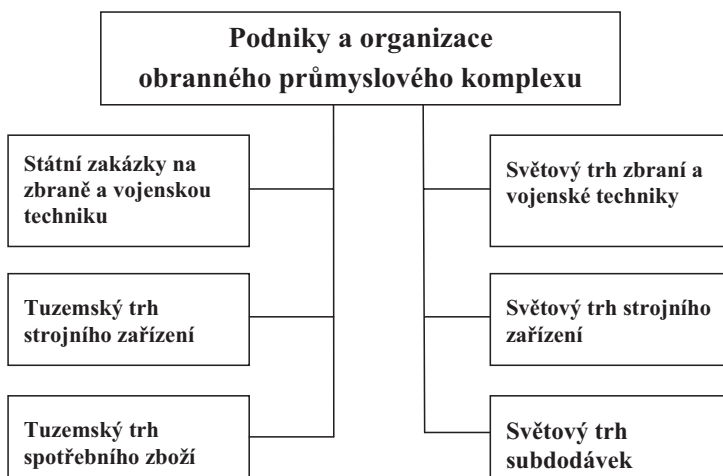 Podniky a organizace
obranného průmyslového komplexu
Státní zakázky na
zbraně a vojenskou
techniku
Světový trh zbraní a
vojenské techniky
Tuzemský trh
strojního zařízení
Světový trh strojního
zařízení
Tuzemský trh
spotřebního zboží
Světový trh
subdodávek